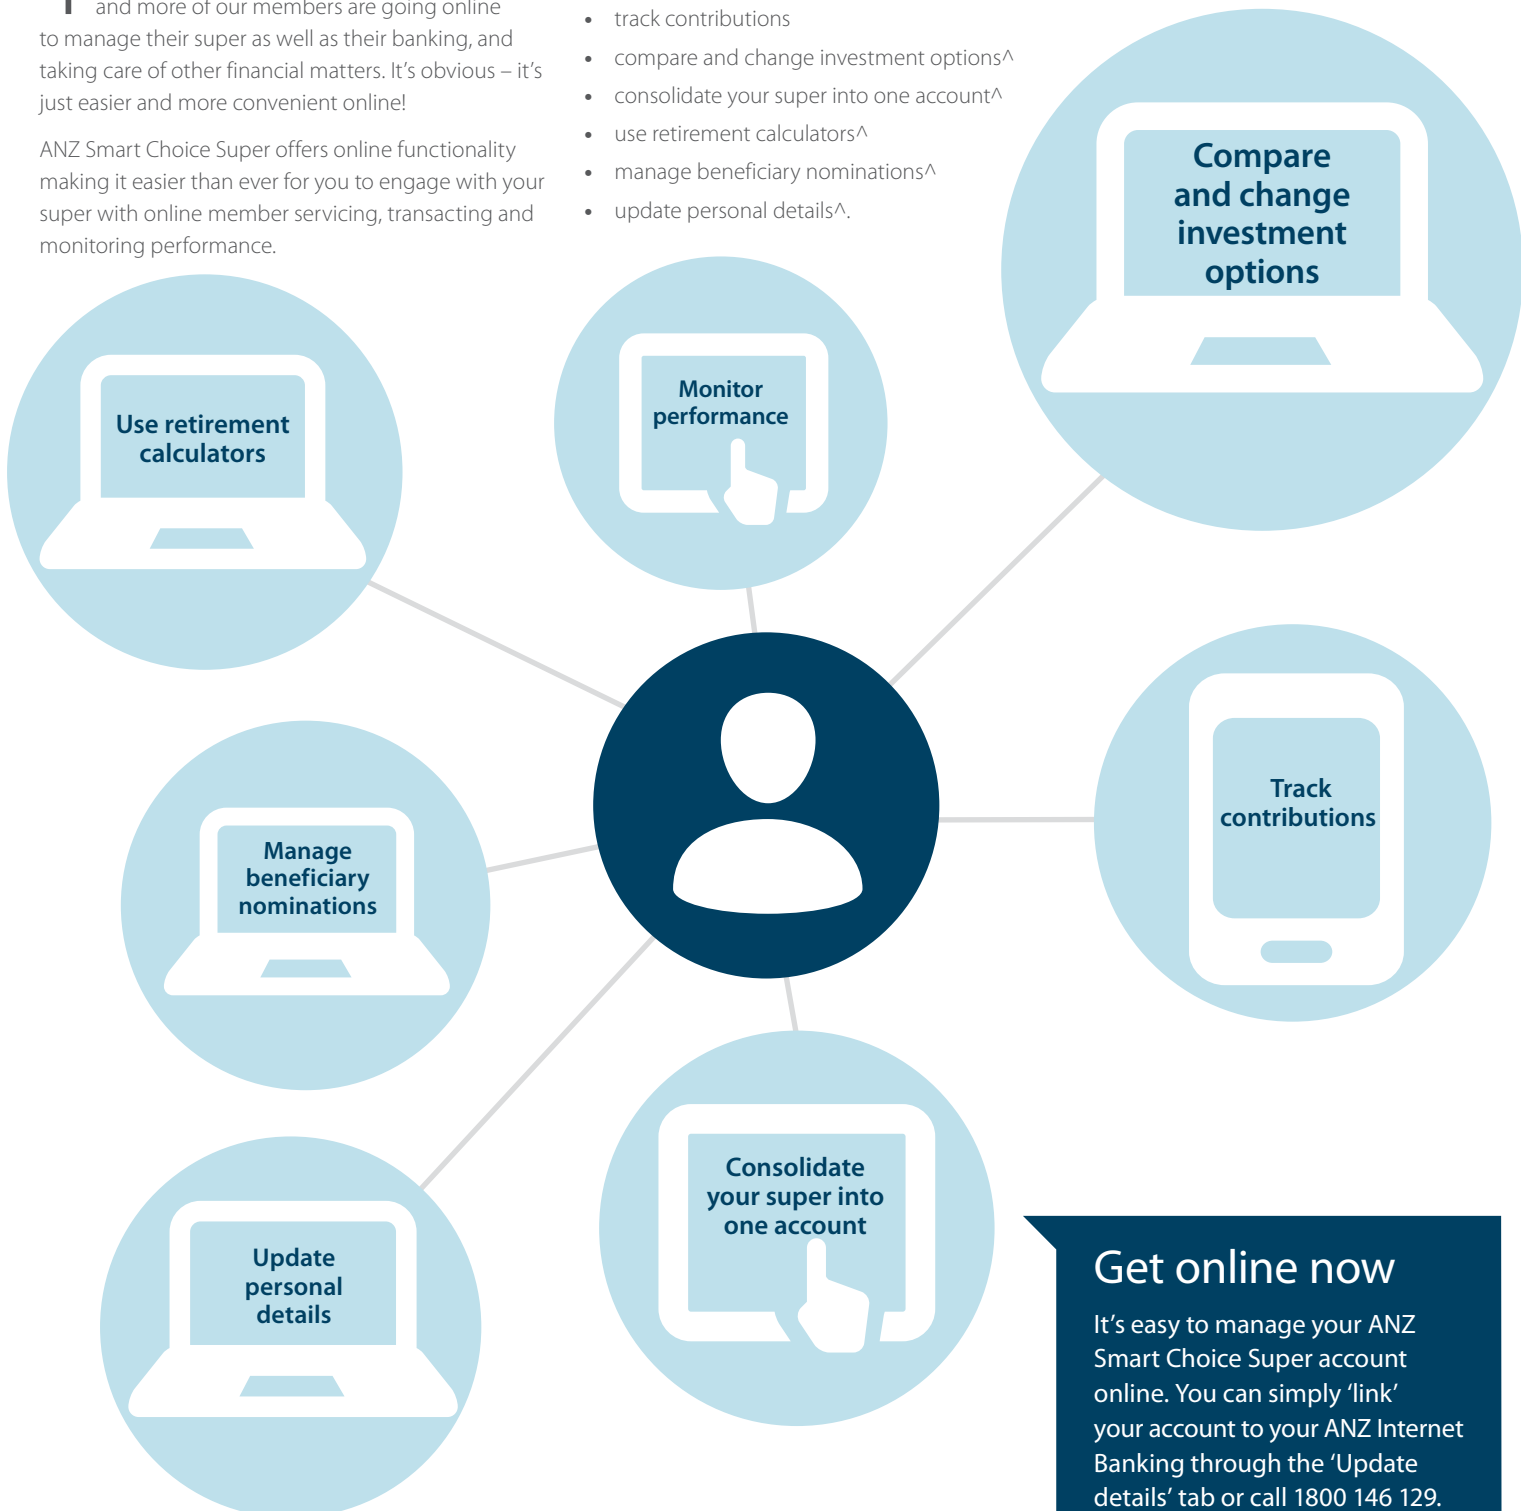 and more of our members are going online
to manage their super as well as their banking, and
taking care of other financial matters. It’s obvious – it’s
just easier and more convenient online!
ANZ Smart Choice Super offers online functionality
making it easier than ever for you to engage with your
super with online member servicing, transacting and
monitoring performance.
• track contributions
• compare and change investment options^
• consolidate your super into one account^
• use retirement calculators^
• manage beneficiary nominations^
• update personal details^.
Compare
and change
investment
options
Monitor
performance
Use retirement
calculators
Track
contributions
Manage
beneficiary
nominations
Consolidate
your super into
one account
Update
personal
details
Get online now
It’s easy to manage your ANZ
Smart Choice Super account
online. You can simply ‘link’
your account to your ANZ Internet
Banking through the ‘Update
details’ tab or call 1800 146 129.